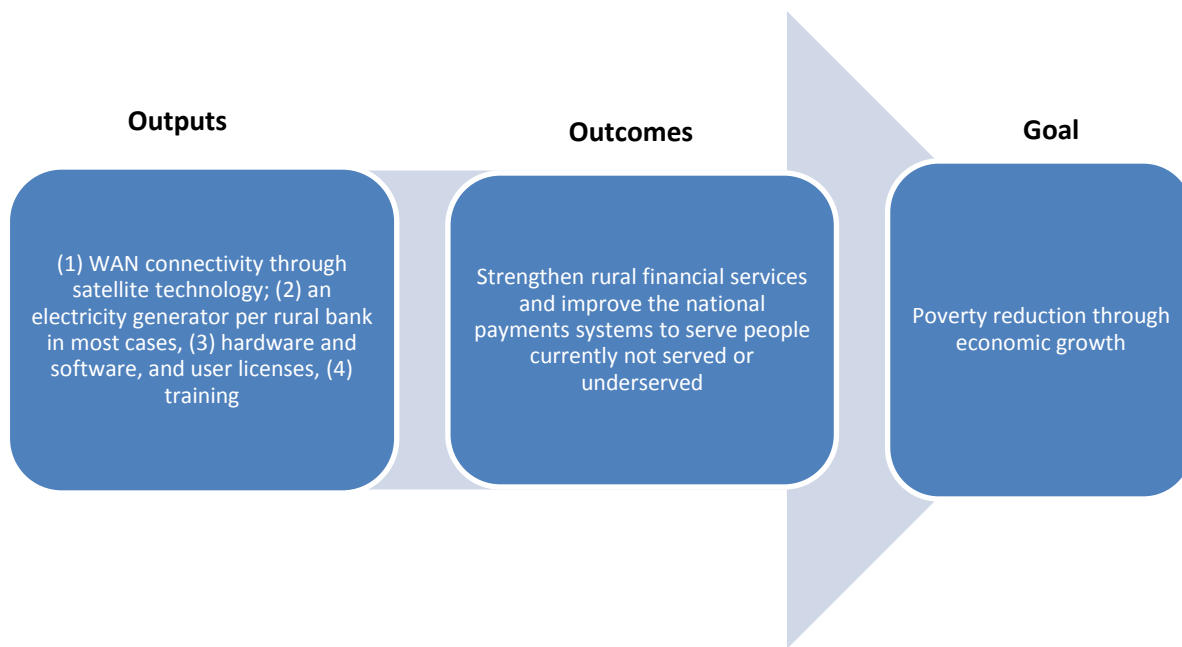 Outputs
(1) WAN connectivity through
satellite technology; (2) an
electricity generator per rural bank
in most cases, (3) hardware and
software, and user licenses, (4)
training
Outcomes
Strengthen rural financial services
and improve the national
payments systems to serve people
currently not served or
underserved
Goal
Poverty reduction through
economic growth